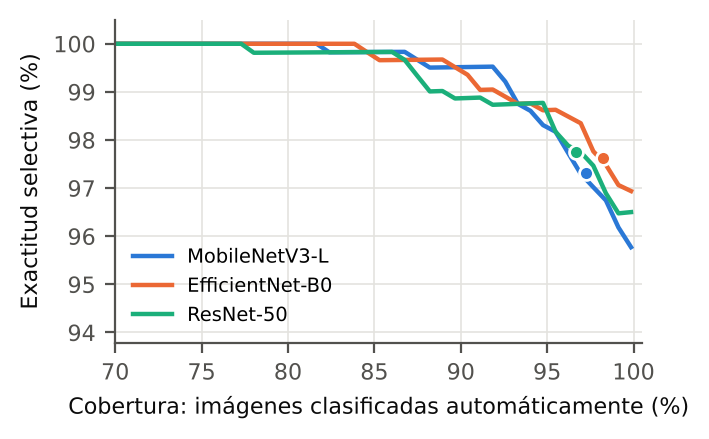 100
99
98
97
96
95
94
Exactitud selectiva (%)
MobileNetV3-L
EfficientNet-B0
ResNet-50
70 75 80 85 90 95 100
Cobertura: imágenes clasificadas automáticamente (%)